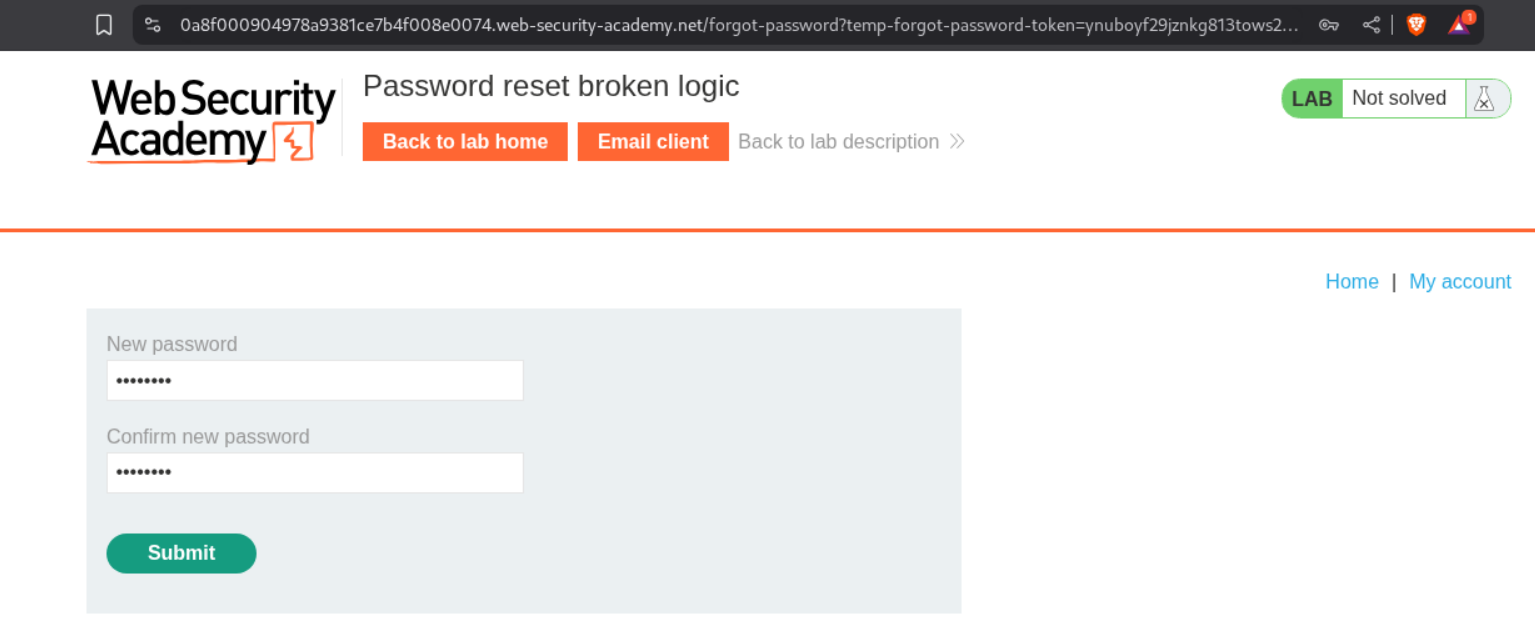 0a8f000904978a9381ce7b4f008e0074.web-security-academy.net/forgot-password?temp-forgot-password-token=ynuboyf29jznkg813tows2...
1
Web Security
Academy
Password reset broken logic
LAB Not solved
Back to lab home Email client Back to lab description
Home | My account
New password
Confirm new password
Submit